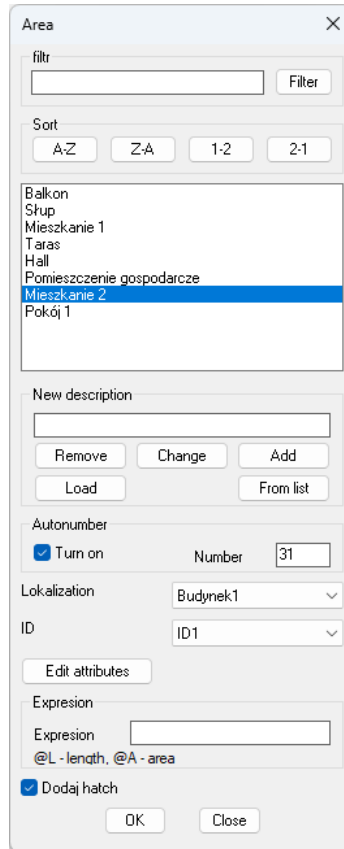 Area
filtr
Filter
Sort
A-Z Z-A 1-2 2-1
Balkon
Słup
Mieszkanie 1
Taras
Hall
Pomieszczenie gospodarcze
Mieszkanie 2
Pokój 1
New description
Remove Change Add
Load From list
Autonumber
Turn on Number 31
Lokalization Budynek1
ID ID1
Edit attributes
Expresion
Expresion
@L - length, @A - area
Dodaj hatch
OK Close